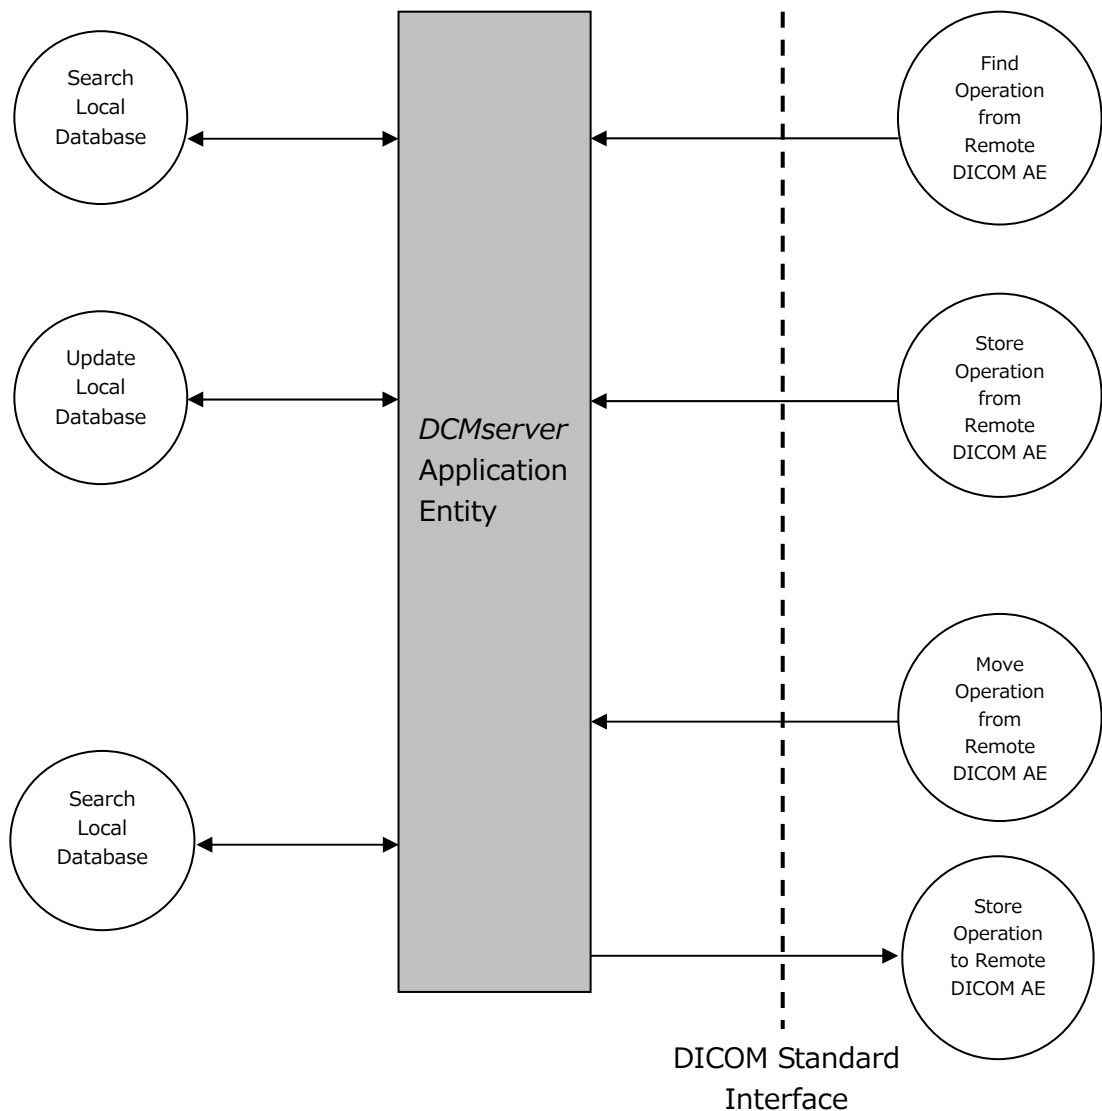 Search
Local
Database
Find
Operation
from
Remote
DICOM AE
Update
Local
Database
DCMserver
Application
Entity
Store
Operation
from
Remote
DICOM AE
Search
Local
Database
Move
Operation
from
Remote
DICOM AE
Store
Operation
to Remote
DICOM AE
DICOM Standard
Interface